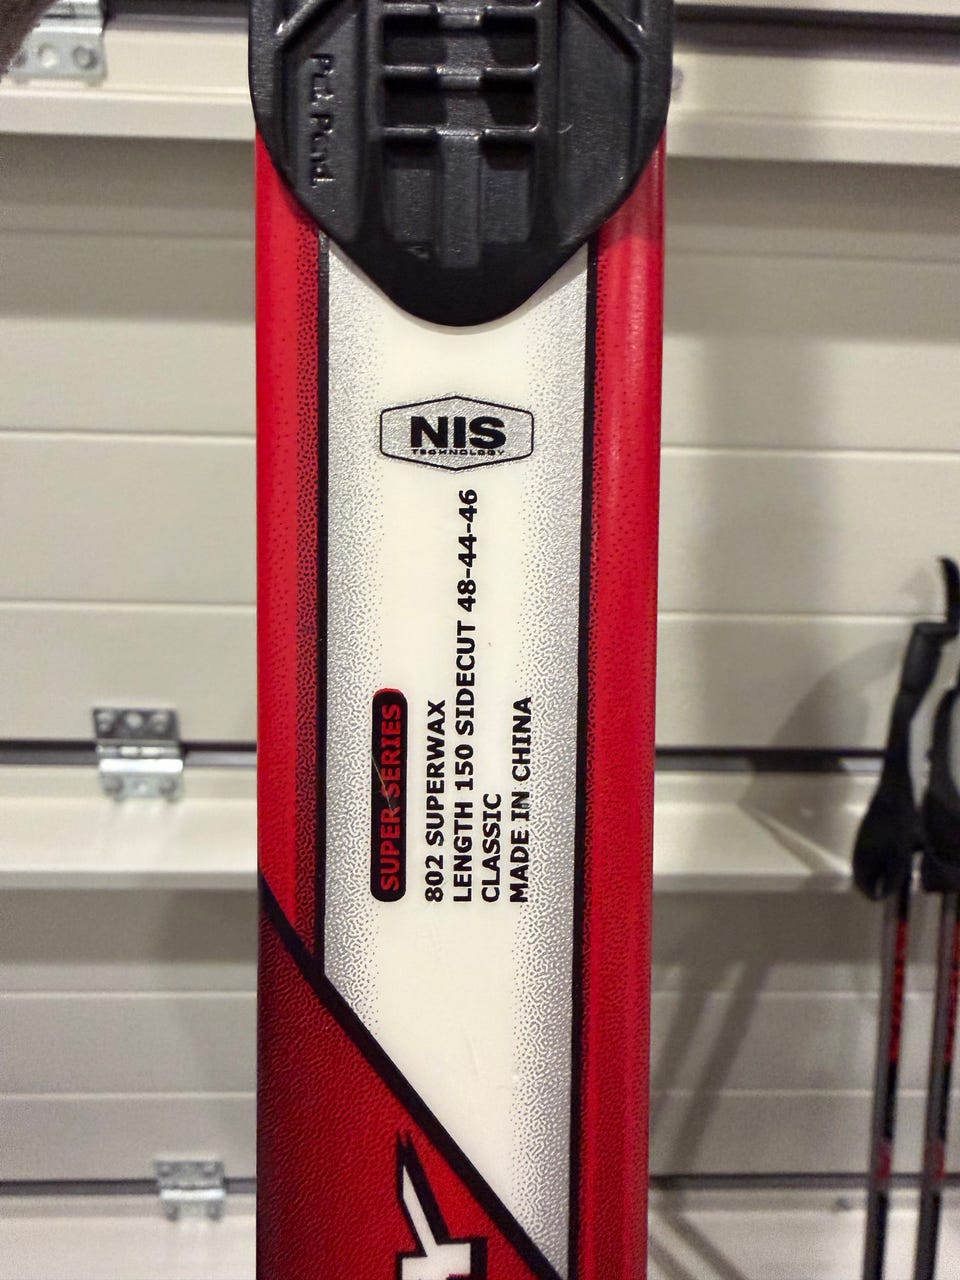 NIS
TECHNOLOGY
SUPER SERIES
802 SUPERWAX
LENGTH 150 SIDECUT 48-44-46
CLASSIC
MADE IN CHINA